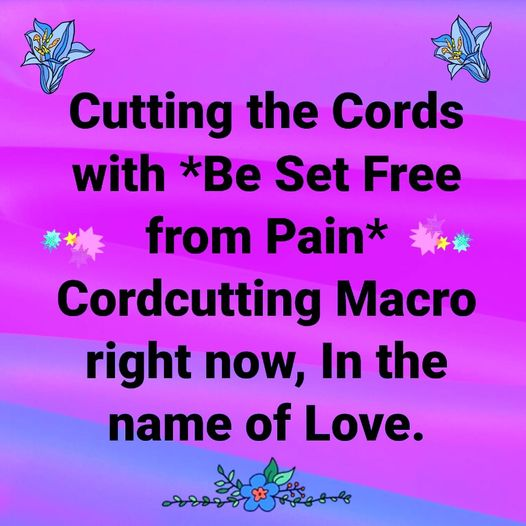 Cutting the Cords
with *Be Set Free
from Pain*
Cordcutting Macro
right now, In the
name of Love.